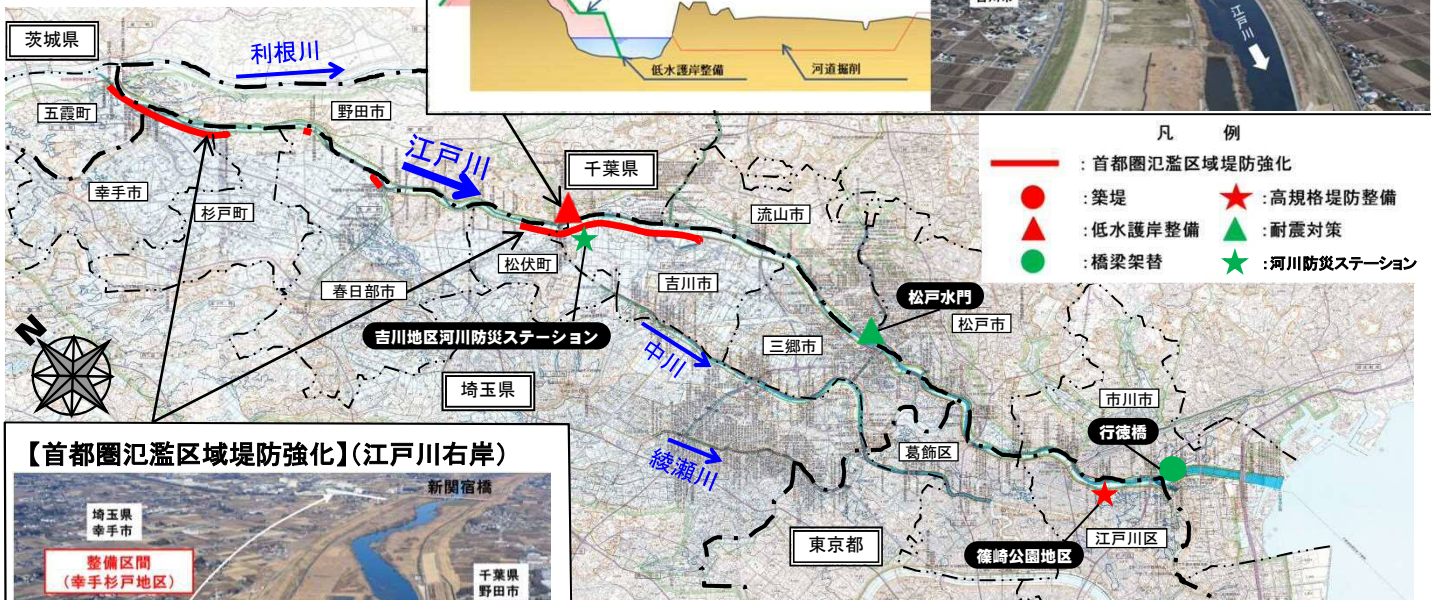 低水護岸整備
河道掘削
江戸川
茨城県
利根川
五霞町
野田市
江戸川
千葉県
幸手市
杉戸町
流山市
松伏町
春日部市
吉川市
吉川地区河川防災ステーション
松戸水門
松戸市
中川
三郷市
埼玉県
N
市川市
行徳橋
綾瀬川
葛飾区
東京都
篠崎公園地区
江戸川区
凡 例
：首都圏氾濫区域堤防強化
：築堤
：高規格堤防整備
：低水護岸整備
：耐震対策
：橋梁架替
：河川防災ステーション
【首都圏氾濫区域堤防強化】（江戸川右岸）
新関宿橋
埼玉県
幸手市
整備区間
（幸手杉戸地区）
千葉県
野田市